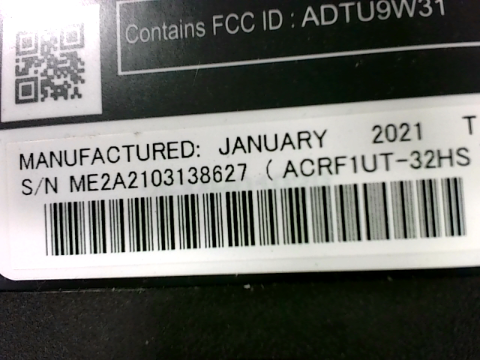 Contains FCC ID : ADTU9W31
MANUFACTURED: JANUARY 2021 T
S/N ME2A2103138627 ( ACRF1UT-32HS